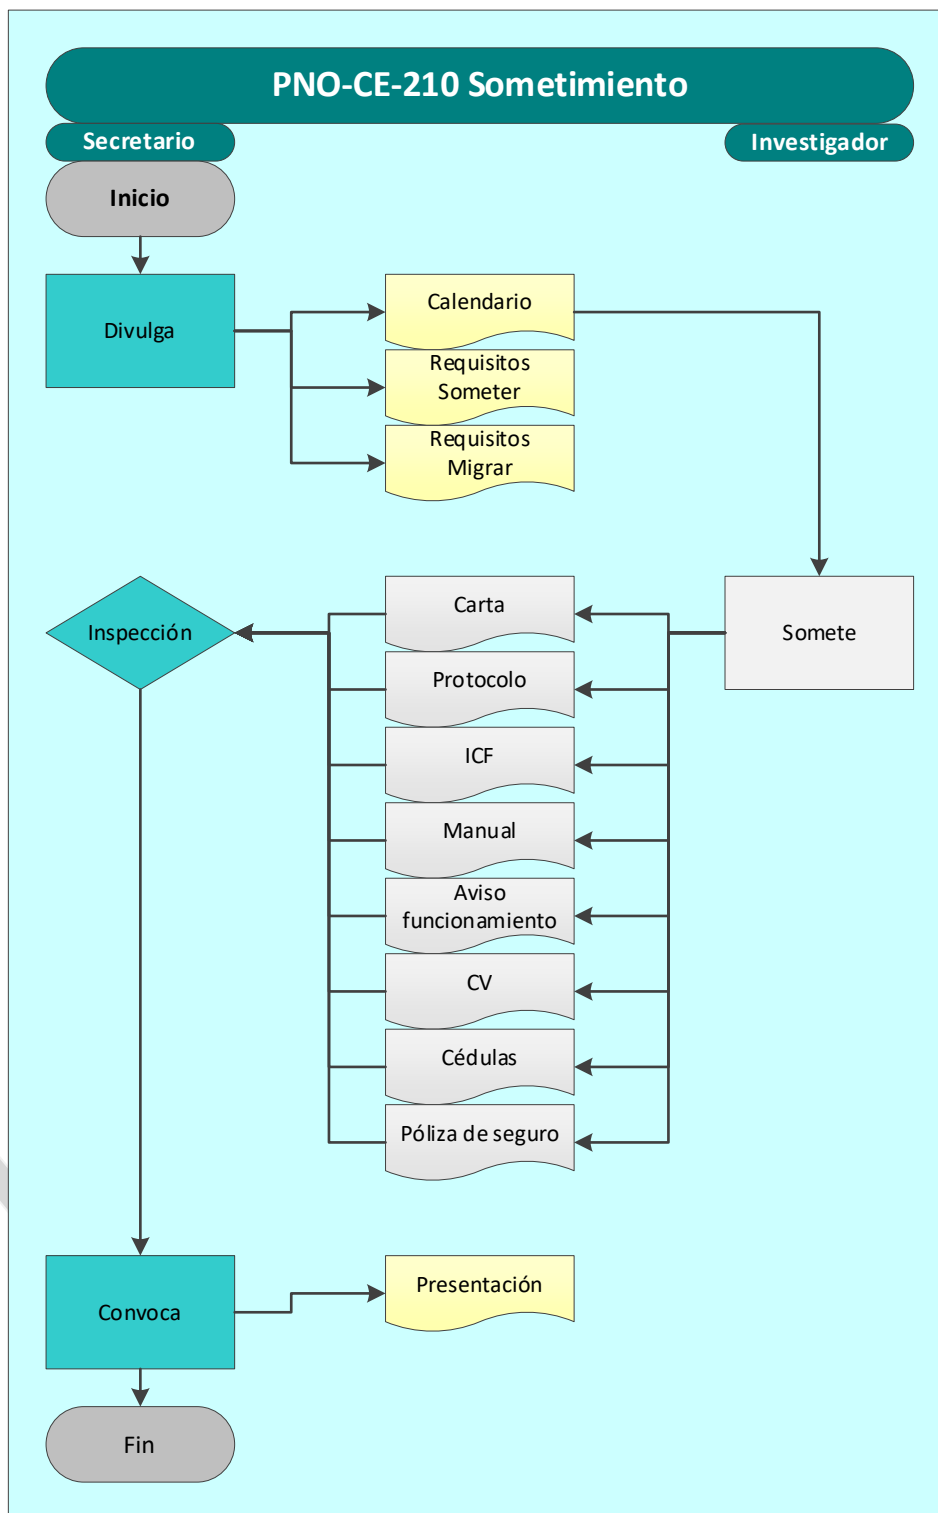 PNO-CE-210 Sometimiento
Secretario
Investigador
Inicio
Divulga
Calendario
Requisitos
Someter
Requisitos
Migrar
Inspección
Carta
Somete
Protocolo
ICF
Manual
Aviso
funcionamiento
CV
Cédulas
Póliza de seguro
Convoca
Presentación
Fin